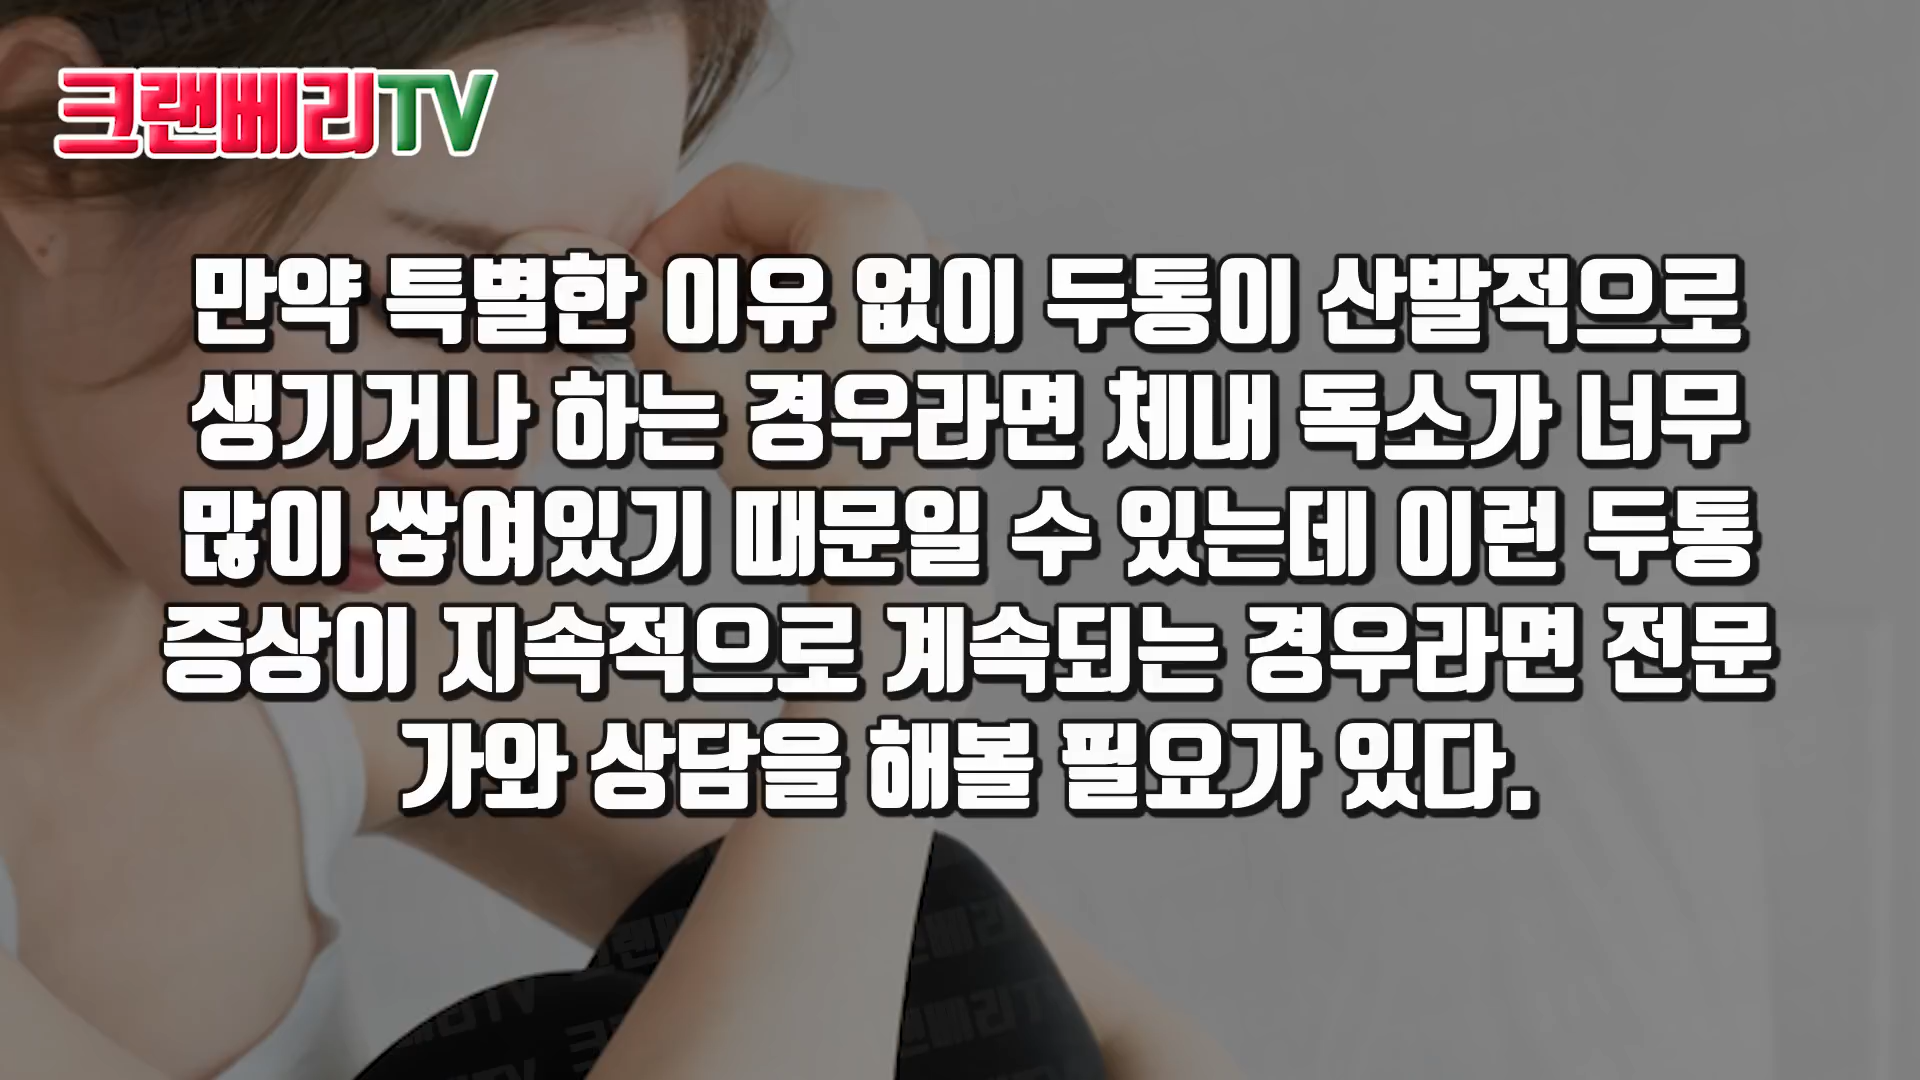 크랜베리TV
만약 특별한 이유 없이 두통이 산발적으로
생기거나 하는 경우라면 체내 독소가 너무
많이 쌓여있기 때문일 수 있는데 이런 두통
증상이 지속적으로 계속되는 경우라면 전문
가와 상담을 해볼 필요가 있다.